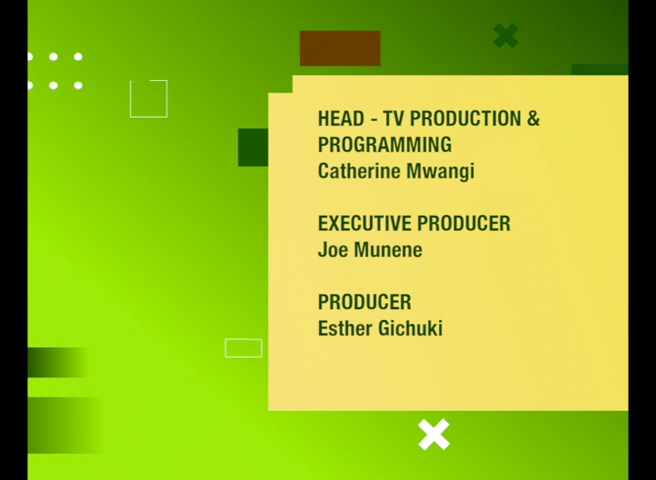 HEAD - TV PRODUCTION &
PROGRAMMING
Catherine Mwangi
EXECUTIVE PRODUCER
Joe Munene
PRODUCER
Esther Gichuki